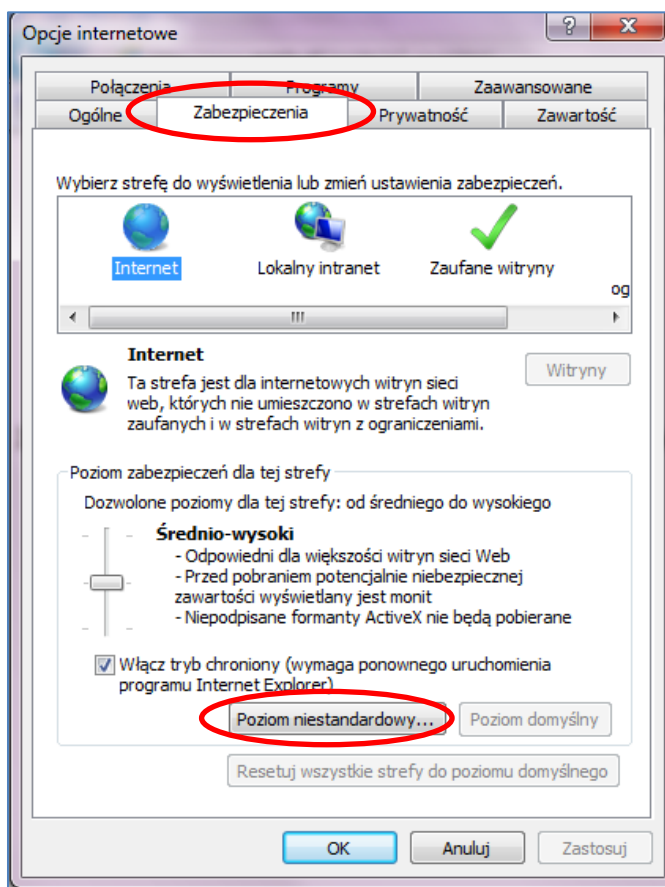 Opcje internetowe
Połączenia Programy Zaawansowane
Ogólne Zabezpieczenia Prywatność Zawartość
Wybierz strefę do wyświetlenia lub zmień ustawienia zabezpieczeń.
Internet Lokalny intranet Zaufane witryny
og
Internet
Witryny
Ta strefa jest dla internetowych witryn sieci
web, których nie umieszczono w strefach witryn
zaufanych i w strefach witryn z ograniczeniami.
Poziom zabezpieczeń dla tej strefy
Dozwolone poziomy dla tej strefy: od średniego do wysokiego
Średnio-wysoki
- Odpowiedni dla większości witryn sieci Web
- Przed pobraniem potencjalnie niebezpiecznej
zawartości wyświetlany jest monit
- Niepodpisane formanty ActiveX nie będą pobierane
Włącz tryb chroniony (wymaga ponownego uruchomienia
programu Internet Explorer)
Poziom niestandardowy... Poziom domyślny
Resetuj wszystkie strefy do poziomu domyślnego
OK Anuluj Zastosuj